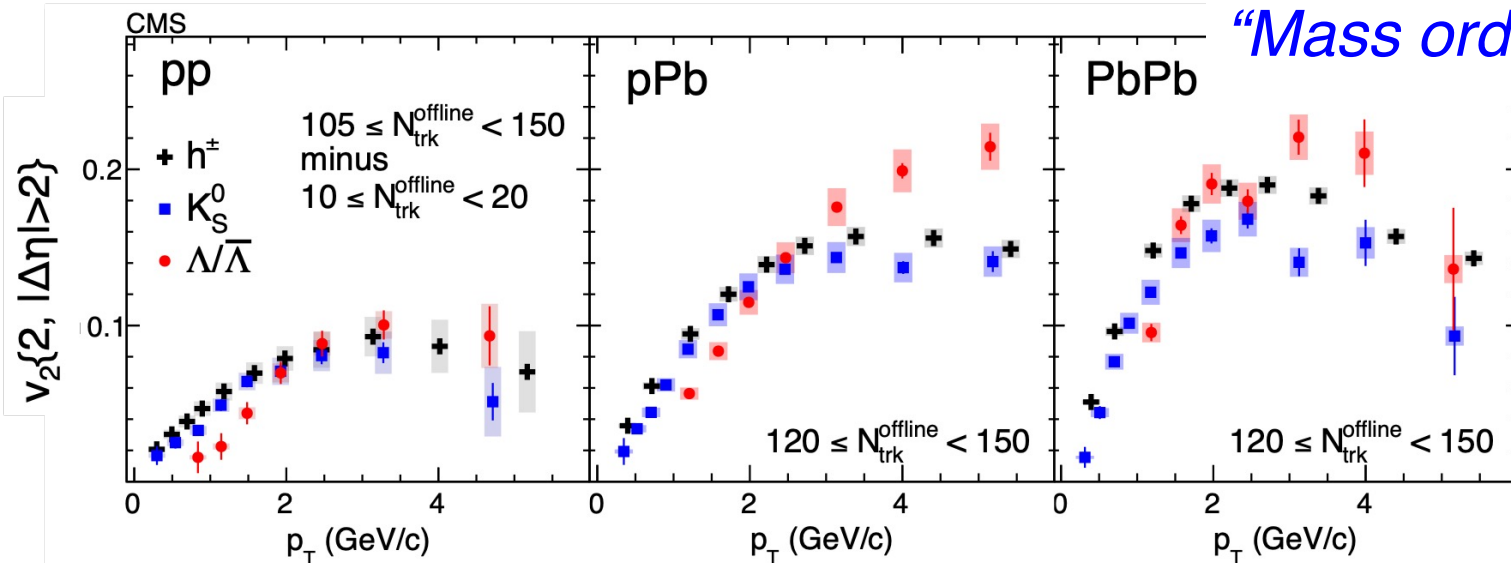 CMS
“Mass ord
pp
pPb
PbPb
105 ≤ N_trk^offline < 150
minus
10 ≤ N_trk^offline < 20
h^±
K_S^0
Λ/Λ̅
v₂{2, |Δη|>2}
0.2
0.1
120 ≤ N_trk^offline < 150
120 ≤ N_trk^offline < 150
0 2 4 0 2 4 0 2 4
p_T (GeV/c) p_T (GeV/c) p_T (GeV/c)